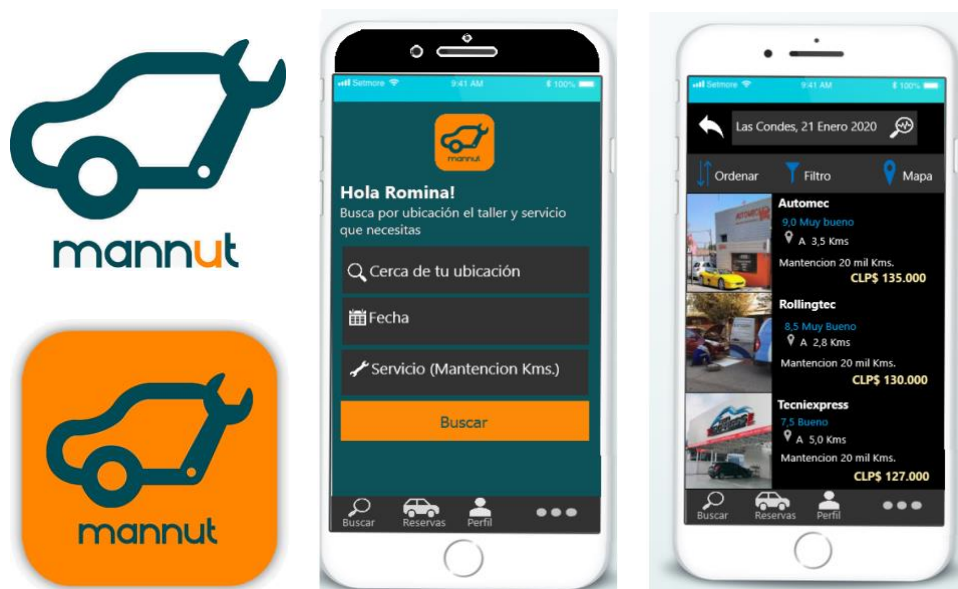 mannut
mannut
Setmore 9:41 AM 100%
mannut
Hola Romina!
Busca por ubicación el taller y servicio
que necesitas
Cerca de tu ubicación
Fecha
Servicio (Mantencion Kms.)
Buscar
Buscar Reservas Perfil
Setmore 9:41 AM 100%
Las Condes, 21 Enero 2020
Ordenar Filtro Mapa
Automec
9,0 Muy bueno
A 3,5 Kms
Mantencion 20 mil Kms.
CLP$ 135.000
Rollingtec
8,5 Muy Bueno
A 2,8 Kms
Mantencion 20 mil Kms.
CLP$ 130.000
Tecniexpress
7,5 Bueno
A 5,0 Kms
Mantencion 20 mil Kms.
CLP$ 127.000
Buscar Reservas Perfil